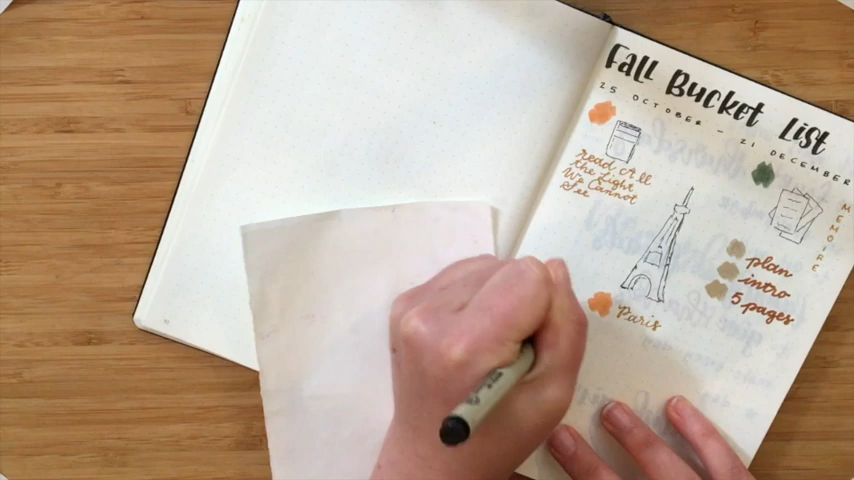 Fall Bucket List
25 OCTOBER - 21 DECEMBER
read All
the Light
We Cannot
See
MEMOIRE
plan
intro
5 pages
Paris